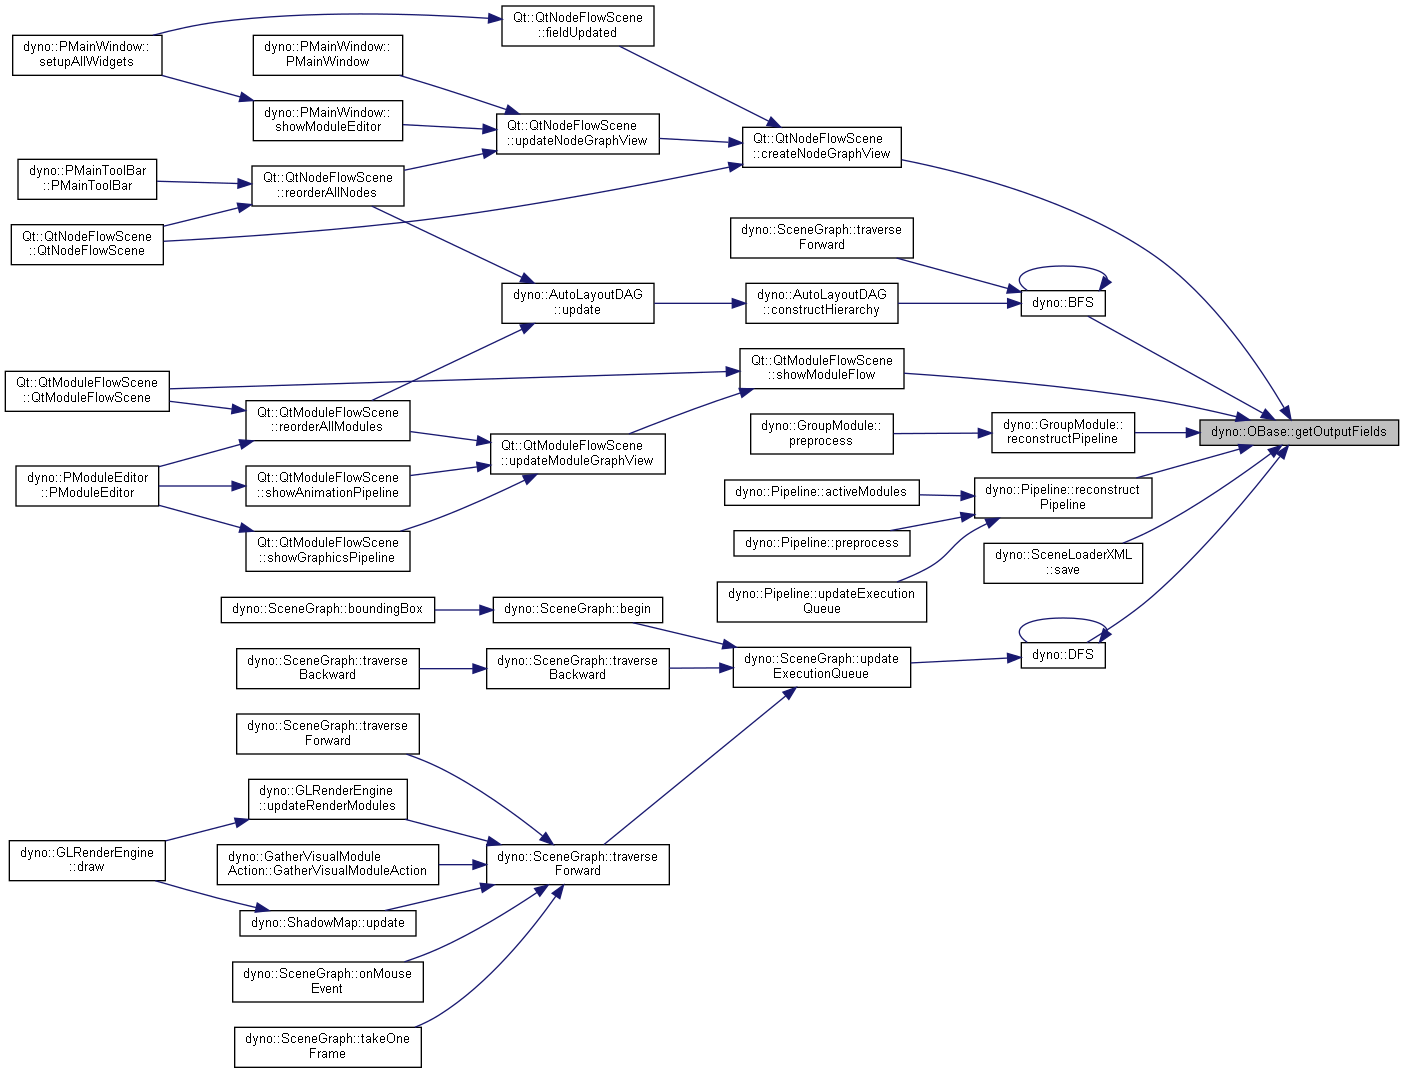 Qt::QtNodeFlowScene
::fieldUpdated
dyno::PMainWindow::
setupAllWidgets
dyno::PMainWindow::
PMainWindow
dyno::PMainWindow::
showModuleEditor
Qt::QtNodeFlowScene
::updateNodeGraphView
Qt::QtNodeFlowScene
::createNodeGraphView
dyno::PMainToolBar
::PMainToolBar
Qt::QtNodeFlowScene
::reorderAllNodes
Qt::QtNodeFlowScene
::QtNodeFlowScene
dyno::SceneGraph::traverse
Forward
dyno::AutoLayoutDAG
::update
dyno::AutoLayoutDAG
::constructHierarchy
dyno::BFS
Qt::QtModuleFlowScene
::showModuleFlow
Qt::QtModuleFlowScene
::QtModuleFlowScene
Qt::QtModuleFlowScene
::reorderAllModules
dyno::GroupModule::
preprocess
dyno::GroupModule::
reconstructPipeline
dyno::OBase::getOutputFields
Qt::QtModuleFlowScene
::updateModuleGraphView
dyno::PModuleEditor
::PModuleEditor
Qt::QtModuleFlowScene
::showAnimationPipeline
dyno::Pipeline::activeModules
dyno::Pipeline::reconstruct
Pipeline
Qt::QtModuleFlowScene
::showGraphicsPipeline
dyno::Pipeline::preprocess
dyno::SceneLoaderXML
::save
dyno::Pipeline::updateExecution
Queue
dyno::SceneGraph::boundingBox
dyno::SceneGraph::begin
dyno::SceneGraph::traverse
Backward
dyno::SceneGraph::traverse
Backward
dyno::SceneGraph::update
ExecutionQueue
dyno::DFS
dyno::SceneGraph::traverse
Forward
dyno::GLRenderEngine
::updateRenderModules
dyno::GLRenderEngine
::draw
dyno::GatherVisualModule
Action::GatherVisualModuleAction
dyno::SceneGraph::traverse
Forward
dyno::ShadowMap::update
dyno::SceneGraph::onMouse
Event
dyno::SceneGraph::takeOne
Frame